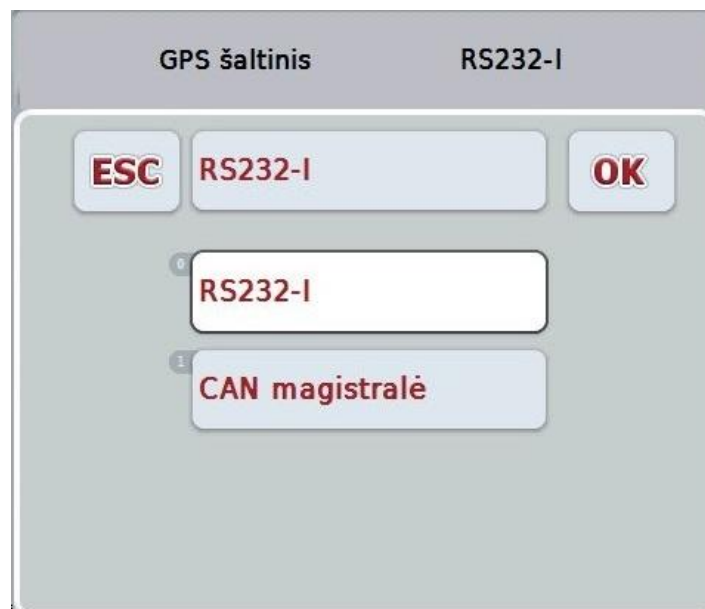 GPS šaltinis RS232-I
ESC RS232-I OK
0
RS232-I
1
CAN magistralė